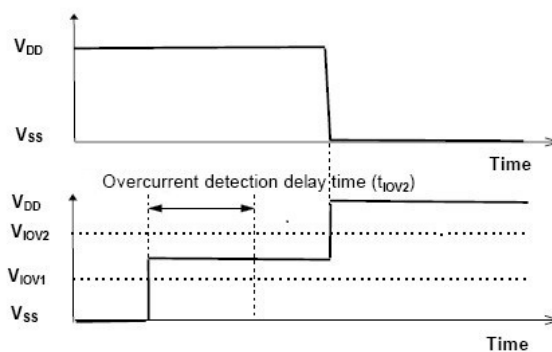 VDD
VSS
Time
Overcurrent detection delay time (tIOV2)
VDD
VIOV2
VIOV1
VSS
Time